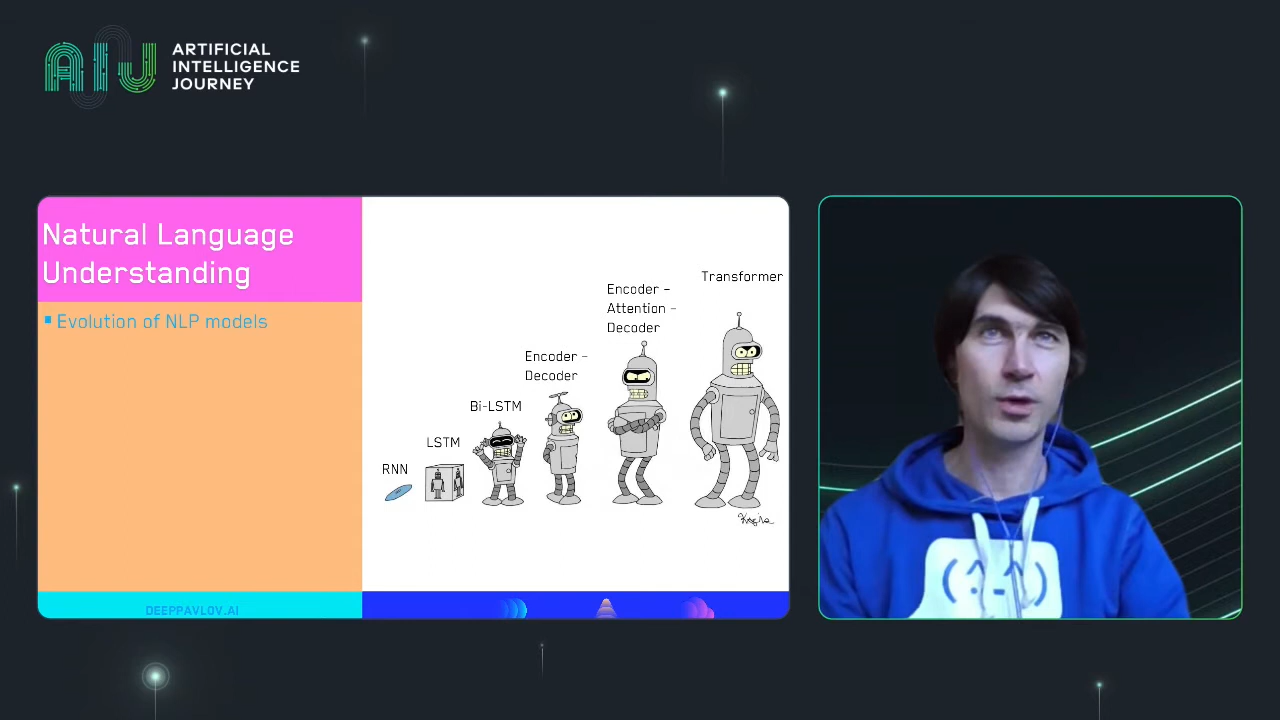 ARTIFICIAL
INTELLIGENCE
JOURNEY
Natural Language
Understanding
Evolution of NLP models
RNN
LSTM
Bi-LSTM
Encoder –
Decoder
Encoder –
Attention –
Decoder
Transformer
DEEPPAVLOV.AI